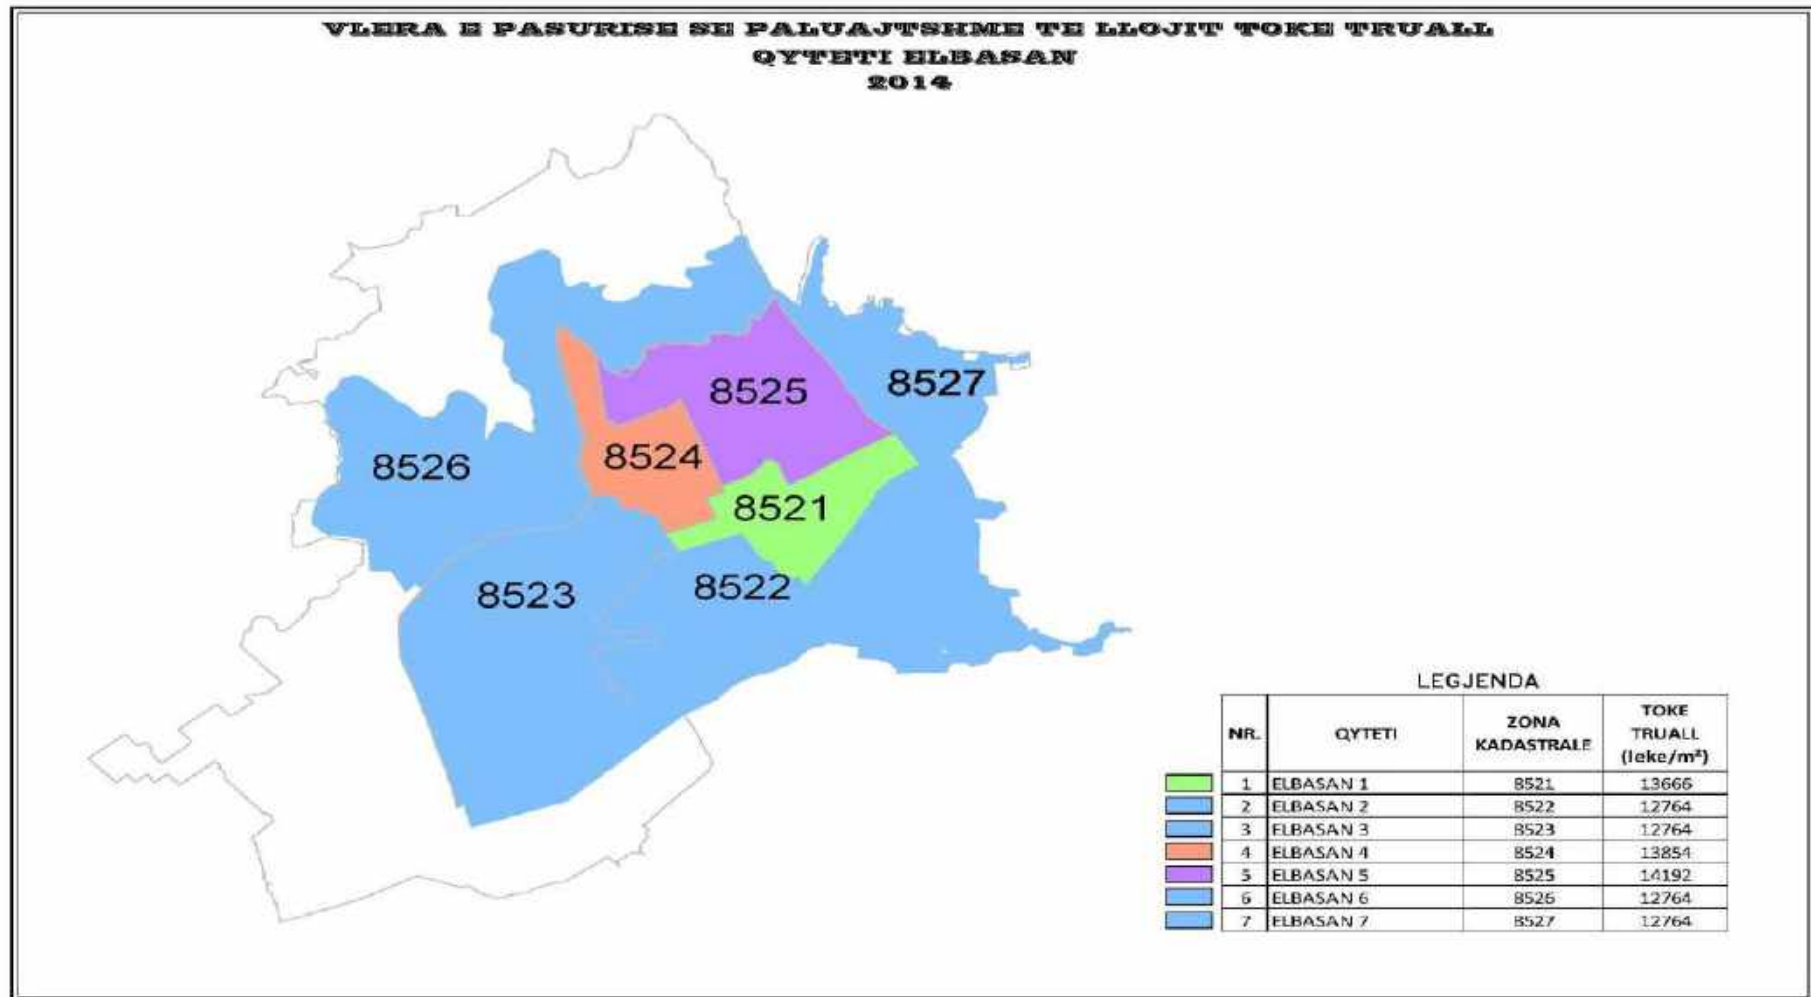 VLERA E PASURISE SE PALUAJTSHME TE LLOJIT TOKE TRUALL
QYTETI ELBASAN
2014
8525
8527
8524
8526
8521
8522
8523
LEGJENDA
NR. QYTETI ZONA KADASTRALE TOKE TRUALL (leke/m²)
1 ELBASAN 1 8521 13666
2 ELBASAN 2 8522 12764
3 ELBASAN 3 8523 12764
4 ELBASAN 4 8524 13854
5 ELBASAN 5 8525 14192
6 ELBASAN 6 8526 12764
7 ELBASAN 7 8527 12764